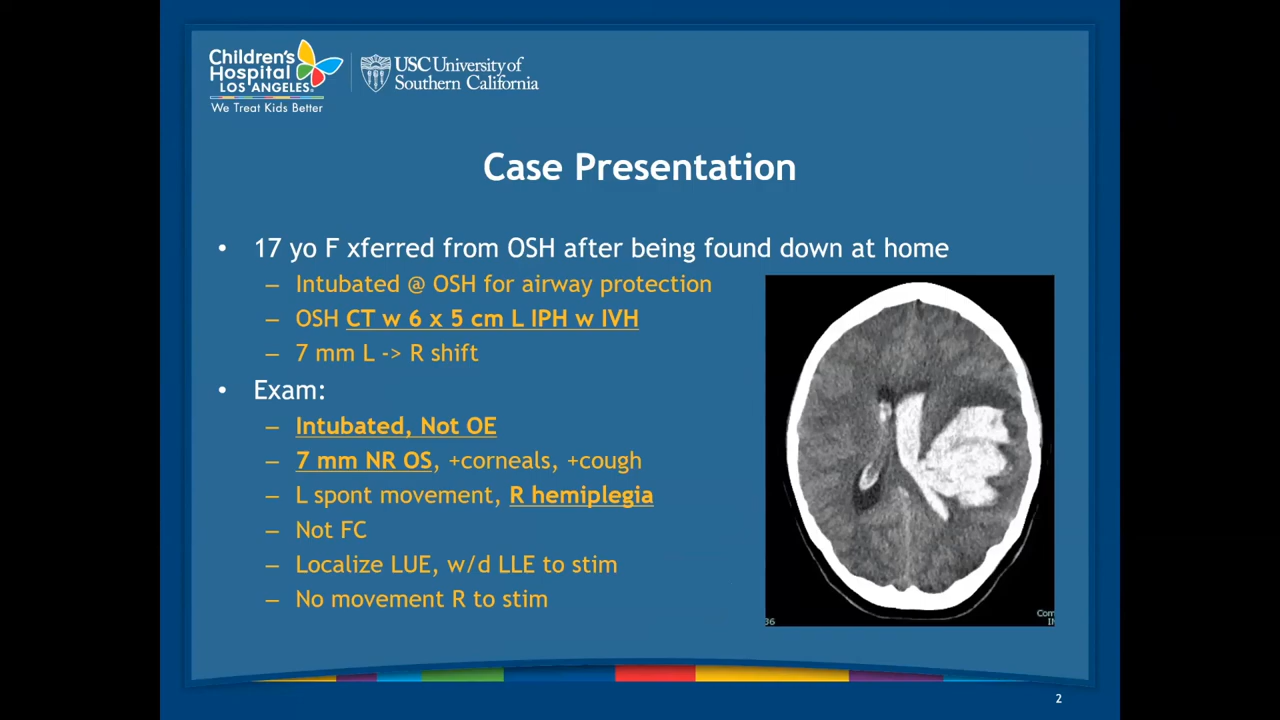 Children's
Hospital
LOS ANGELES®
We Treat Kids Better
USC University of
Southern California
Case Presentation
• 17 yo F xferred from OSH after being found down at home
– Intubated @ OSH for airway protection
– OSH CT w 6 x 5 cm L IPH w IVH
– 7 mm L -> R shift
• Exam:
– Intubated, Not OE
– 7 mm NR OS, +corneals, +cough
– L spont movement, R hemiplegia
– Not FC
– Localize LUE, w/d LLE to stim
– No movement R to stim
Com
36
IM
2